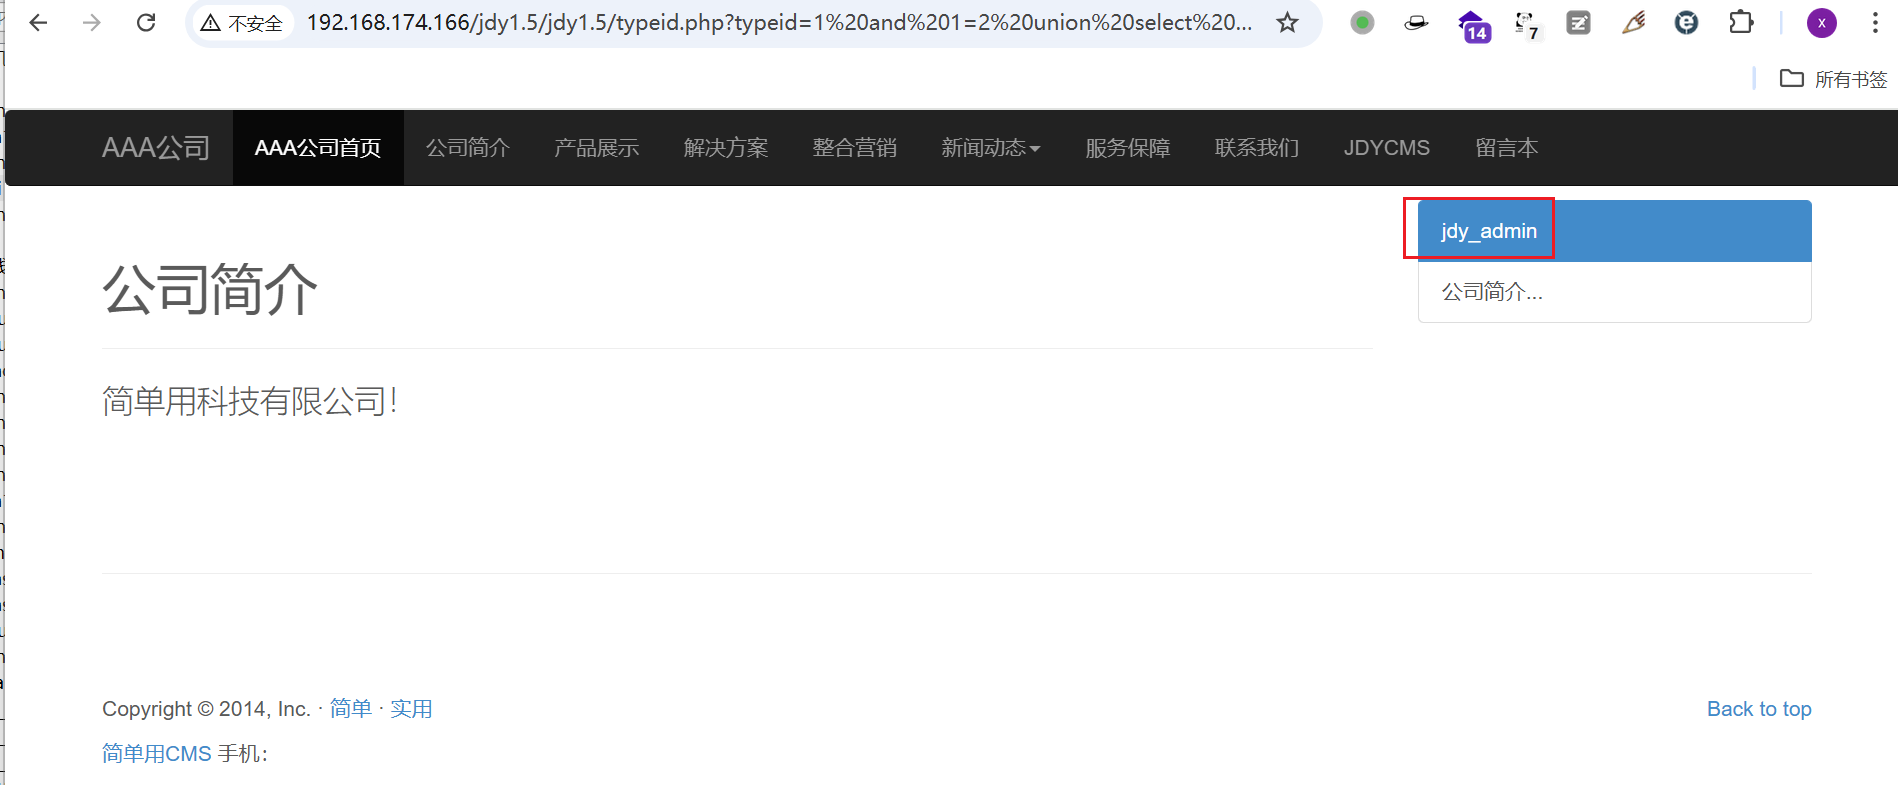 不安全 192.168.174.166/jdy1.5/jdy1.5/typeid.php?typeid=1%20and%201=2%20union%20select%20...
14
7
x
所有书签
AAA公司 AAA公司首页 公司简介 产品展示 解决方案 整合营销 新闻动态 服务保障 联系我们 JDYCMS 留言本
jdy_admin
公司简介...
公司简介
简单用科技有限公司！
Copyright © 2014, Inc. · 简单 · 实用
Back to top
简单用CMS 手机：